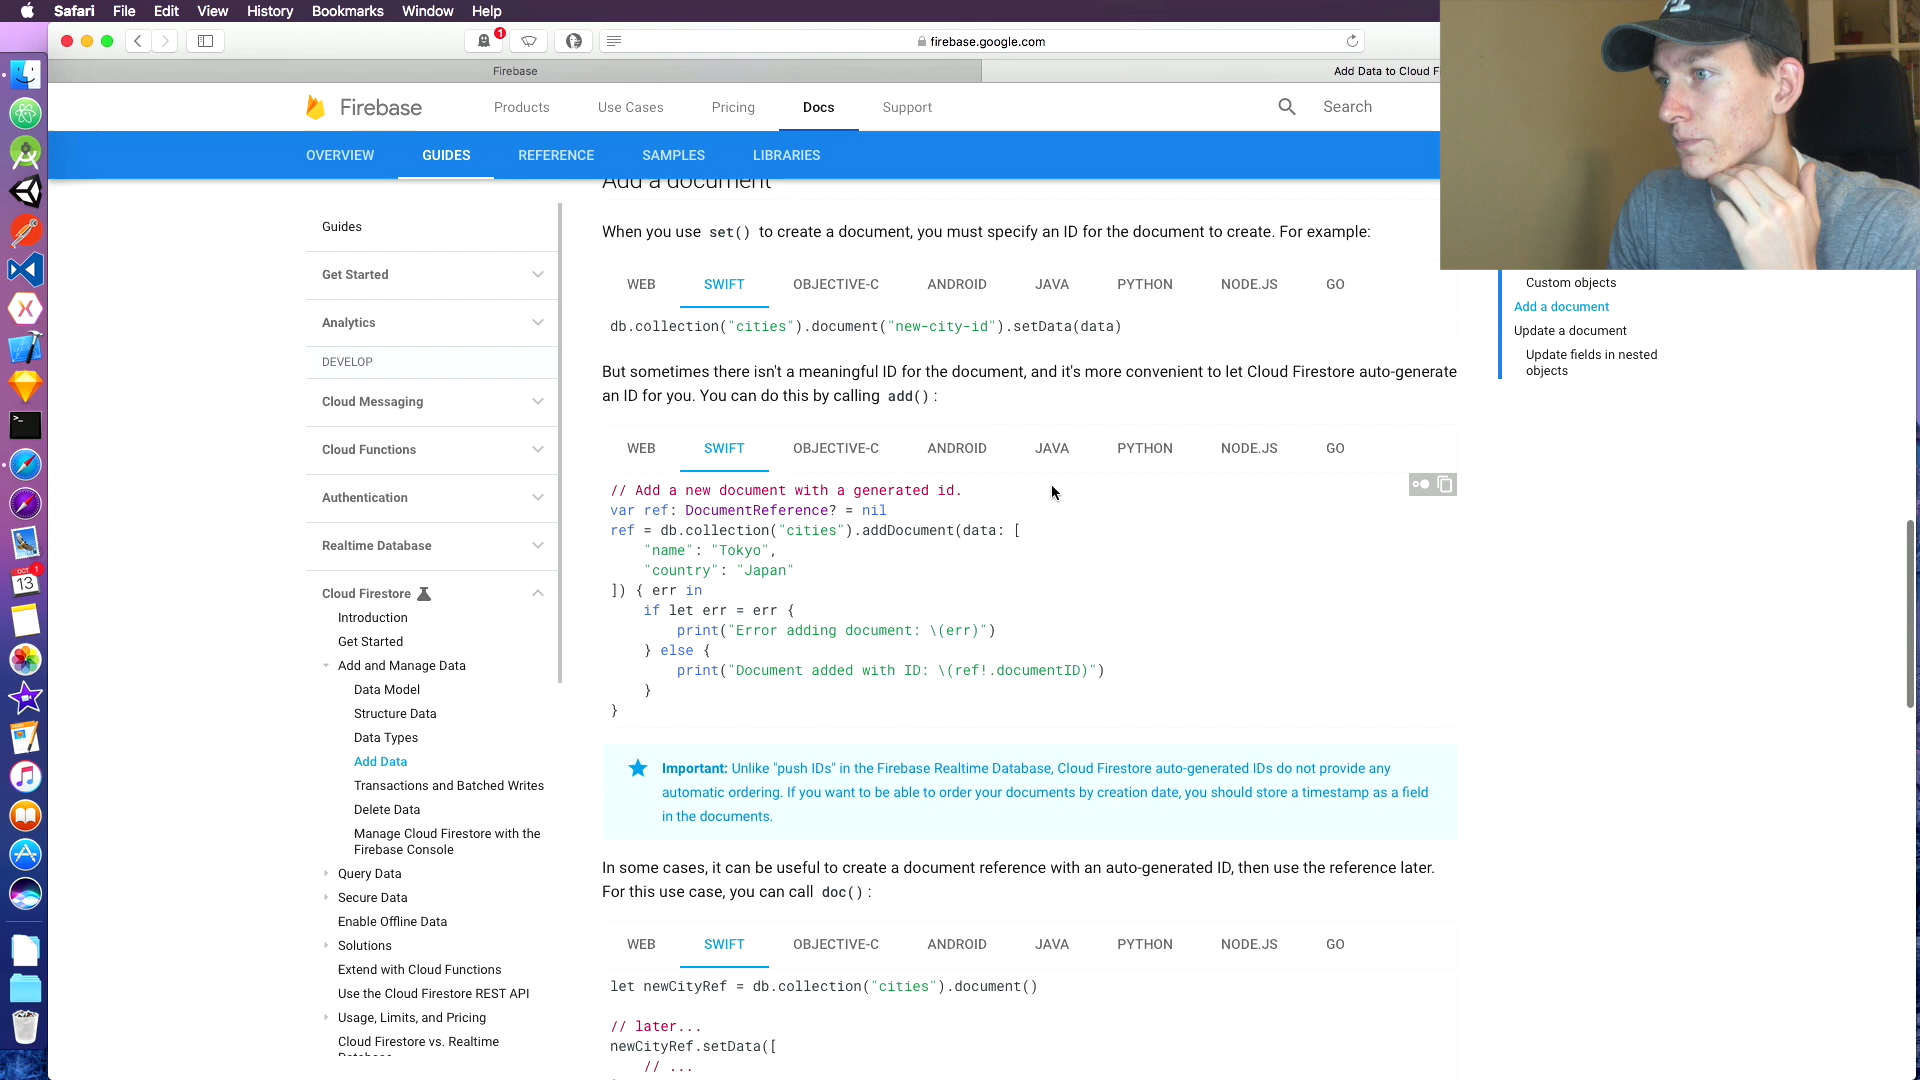 Safari File Edit View History Bookmarks Window Help
1
firebase.google.com
Firebase
Add Data to Cloud F
Firebase
Products Use Cases Pricing Docs Support
Search
OVERVIEW GUIDES REFERENCE SAMPLES LIBRARIES
Guides
Get Started
Analytics
DEVELOP
Cloud Messaging
Cloud Functions
Authentication
Realtime Database
Cloud Firestore
Introduction
Get Started
Add and Manage Data
Data Model
Structure Data
Data Types
Add Data
Transactions and Batched Writes
Delete Data
Manage Cloud Firestore with the
Firebase Console
Query Data
Secure Data
Enable Offline Data
Solutions
Extend with Cloud Functions
Use the Cloud Firestore REST API
Usage, Limits, and Pricing
Cloud Firestore vs. Realtime
Database
Add a document
When you use set() to create a document, you must specify an ID for the document to create. For example:
WEB SWIFT OBJECTIVE-C ANDROID JAVA PYTHON NODE.JS GO
db.collection("cities").document("new-city-id").setData(data)
But sometimes there isn't a meaningful ID for the document, and it's more convenient to let Cloud Firestore auto-generate
an ID for you. You can do this by calling add() :
WEB SWIFT OBJECTIVE-C ANDROID JAVA PYTHON NODE.JS GO
// Add a new document with a generated id.
var ref: DocumentReference? = nil
ref = db.collection("cities").addDocument(data: [
"name": "Tokyo",
"country": "Japan"
]) { err in
if let err = err {
print("Error adding document: \(err)")
} else {
print("Document added with ID: \(ref!.documentID)")
}
}
Important: Unlike "push IDs" in the Firebase Realtime Database, Cloud Firestore auto-generated IDs do not provide any
automatic ordering. If you want to be able to order your documents by creation date, you should store a timestamp as a field
in the documents.
In some cases, it can be useful to create a document reference with an auto-generated ID, then use the reference later.
For this use case, you can call doc() :
WEB SWIFT OBJECTIVE-C ANDROID JAVA PYTHON NODE.JS GO
let newCityRef = db.collection("cities").document()
// later...
newCityRef.setData([
// ...
Custom objects
Add a document
Update a document
Update fields in nested
objects
OCT 1
13